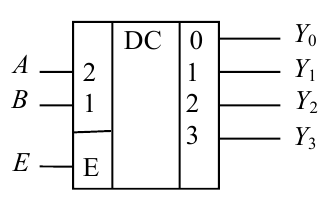 DC 0 Y₀
A 2 1 Y₁
B 1 2 Y₂
3 Y₃
E E